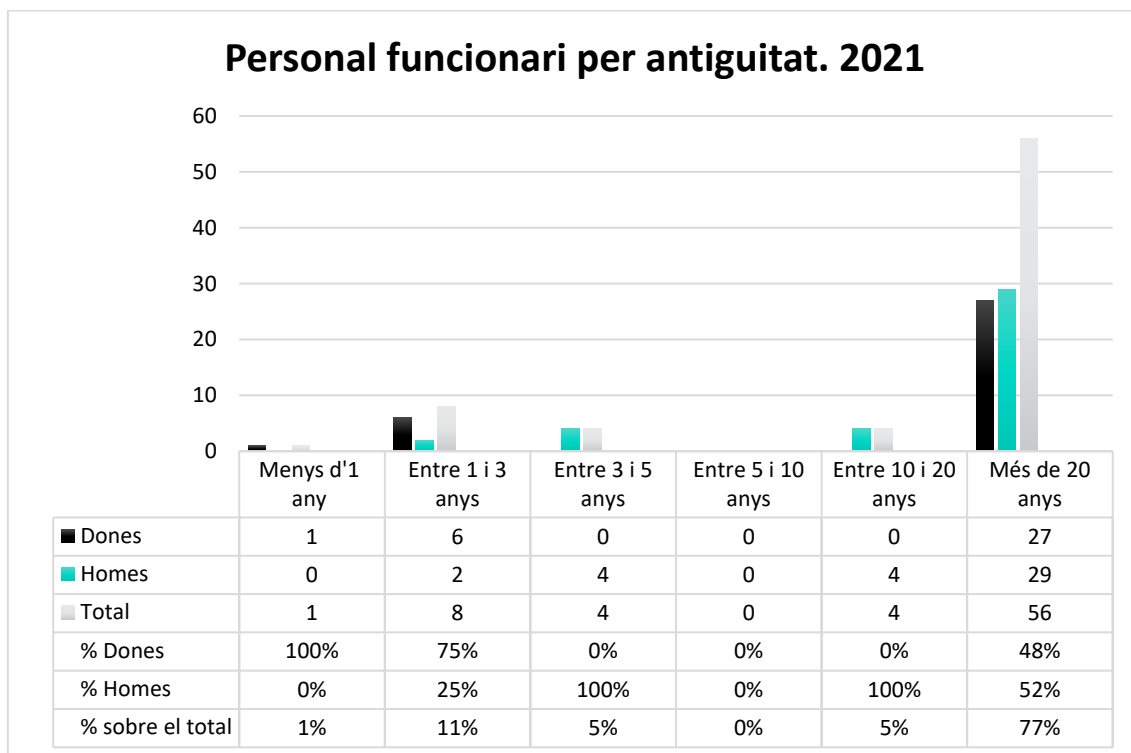 Personal funcionari per antiguitat. 2021
60
50
40
30
20
10
0
Menys d'1 any Entre 1 i 3 anys Entre 3 i 5 anys Entre 5 i 10 anys Entre 10 i 20 anys Més de 20 anys
Dones 1 6 0 0 0 27
Homes 0 2 4 0 4 29
Total 1 8 4 0 4 56
% Dones 100% 75% 0% 0% 0% 48%
% Homes 0% 25% 100% 0% 100% 52%
% sobre el total 1% 11% 5% 0% 5% 77%